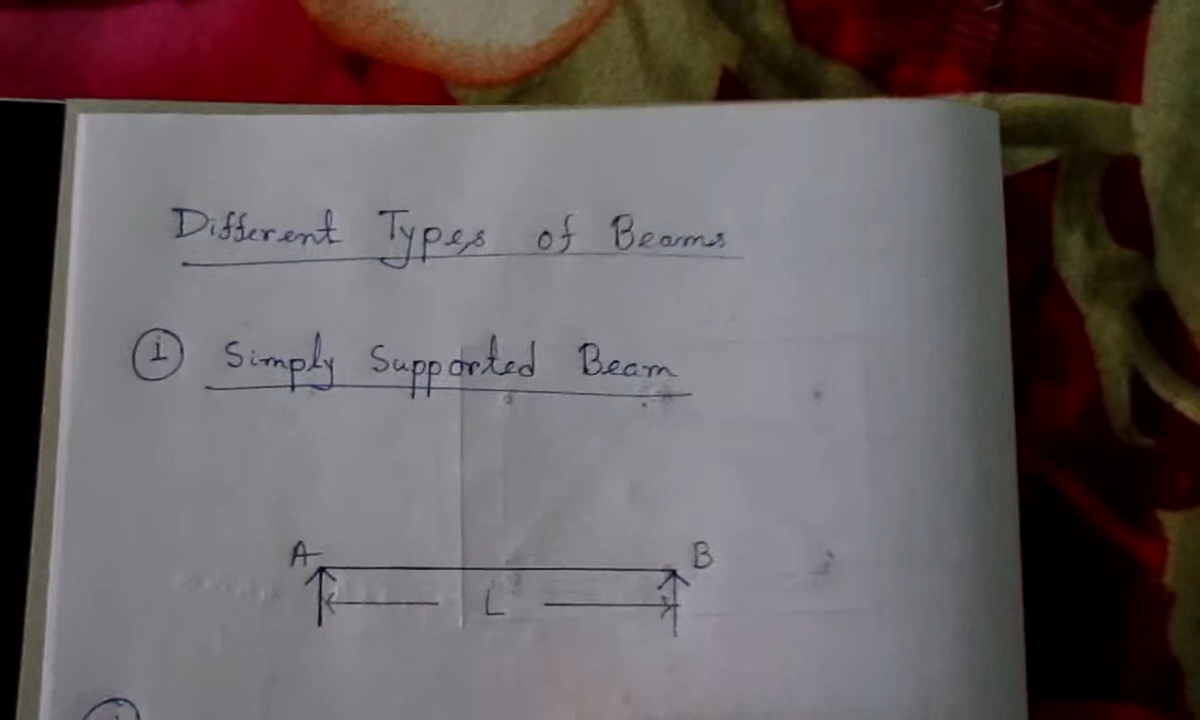 Different Types of Beams
① Simply Supported Beam
A B
L